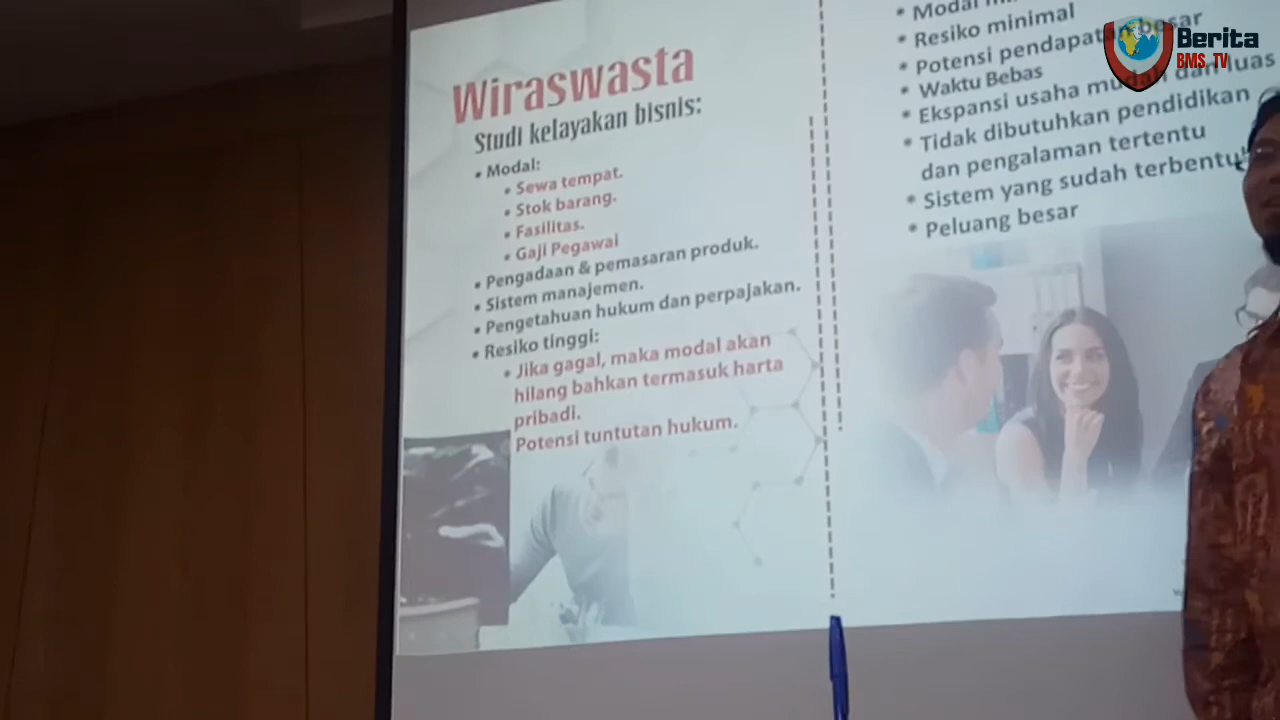 Wiraswasta
Studi kelayakan bisnis:
• Modal:
• Sewa tempat.
• Stok barang.
• Fasilitas.
• Gaji Pegawai
• Pengadaan & pemasaran produk.
• Sistem manajemen.
• Pengetahuan hukum dan perpajakan.
• Resiko tinggi:
• Jika gagal, maka modal akan
hilang bahkan termasuk harta
pribadi.
Potensi tuntutan hukum.
* Modal
* Resiko minimal
* Potensi pendapatan besar
* Waktu Bebas
* Ekspansi usaha mudah dan luas
* Tidak dibutuhkan pendidikan
dan pengalaman tertentu
* Sistem yang sudah terbentuk
* Peluang besar
Berita
BMS TV